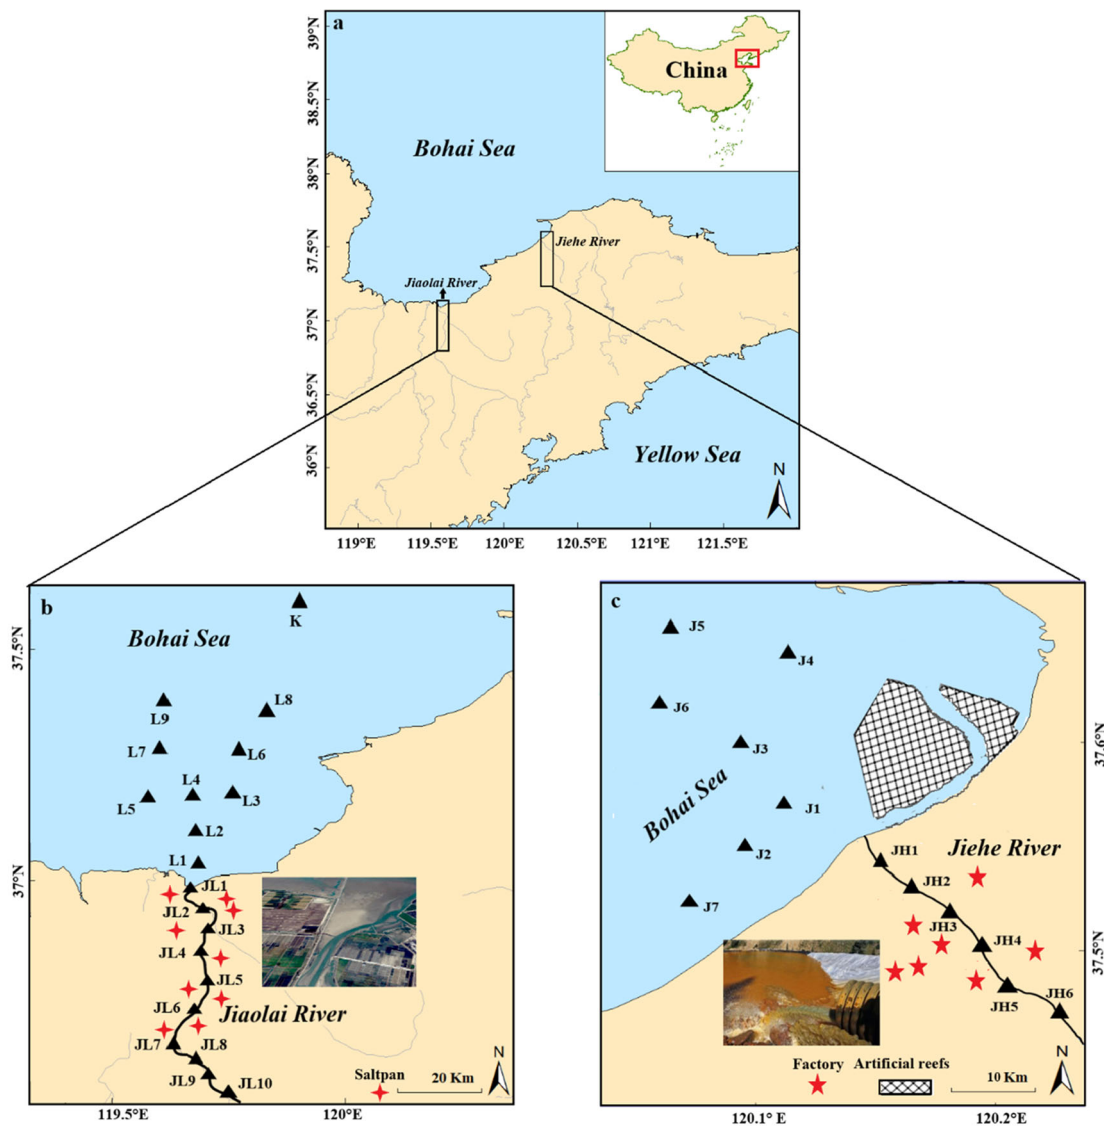 a
China
Bohai Sea
Jiehe River
Jiaolai River
Yellow Sea
N
39°N
38.5°N
38°N
37.5°N
37°N
36.5°N
36°N
119°E
119.5°E
120°E
120.5°E
121°E
121.5°E
b
K
Bohai Sea
L9
L8
L7
L6
L5
L4
L3
L2
L1
JL1
JL2
JL3
JL4
JL5
JL6
Jiaolai River
JL7
JL8
JL9
JL10
Saltpan
20 Km
N
37.5°N
37°N
119.5°E
120°E
c
J5
J4
J6
J3
Bohai Sea
J1
J2
J7
JH1
Jiehe River
JH2
JH3
JH4
JH5
JH6
Factory
Artificial reefs
10 Km
N
37.6°N
37.5°N
120.1° E
120.2°E